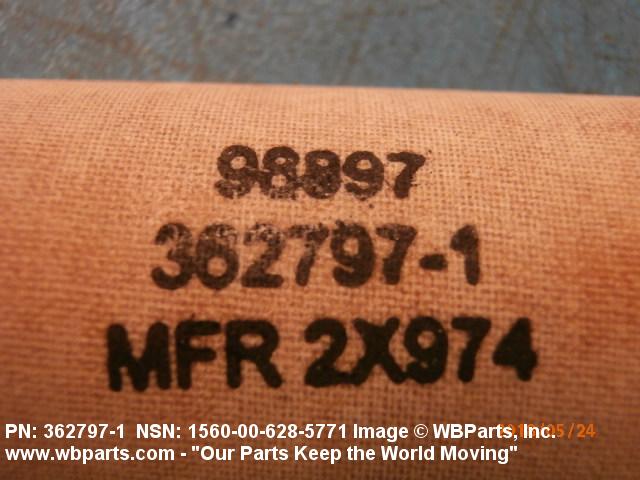 98897
362797-1
MFR 2X974
PN: 362797-1 NSN: 1560-00-628-5771 Image © WBParts, Inc.
www.wbparts.com - "Our Parts Keep the World Moving"